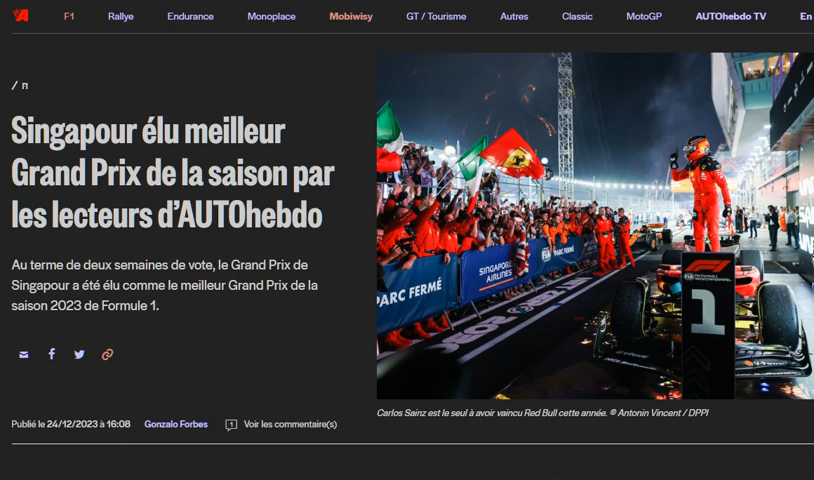 F1 Rallye Endurance Monoplace Mobiwisy GT / Tourisme Autres Classic MotoGP AUTOhebdo TV En
/ F1
Singapour élu meilleur
Grand Prix de la saison par
les lecteurs d'AUTOhebdo
Au terme de deux semaines de vote, le Grand Prix de
Singapour a été élu comme le meilleur Grand Prix de la
saison 2023 de Formule 1.
Publié le 24/12/2023 à 16:08 Gonzalo Forbes 1 Voir les commentaire(s)
PARC FERMÉ
SINGAPORE
AIRLINES
FIA
PARC FERMÉ
1
Carlos Sainz est le seul à avoir vaincu Red Bull cette année. © Antonin Vincent / DPPI